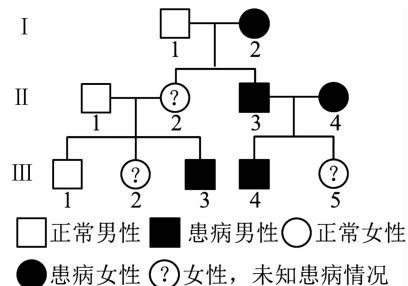 I
1 2
II
? ?
1 2 3 4
III
? ?
1 2 3 4 5
正常男性 患病男性 正常女性
患病女性 ? 女性，未知患病情况